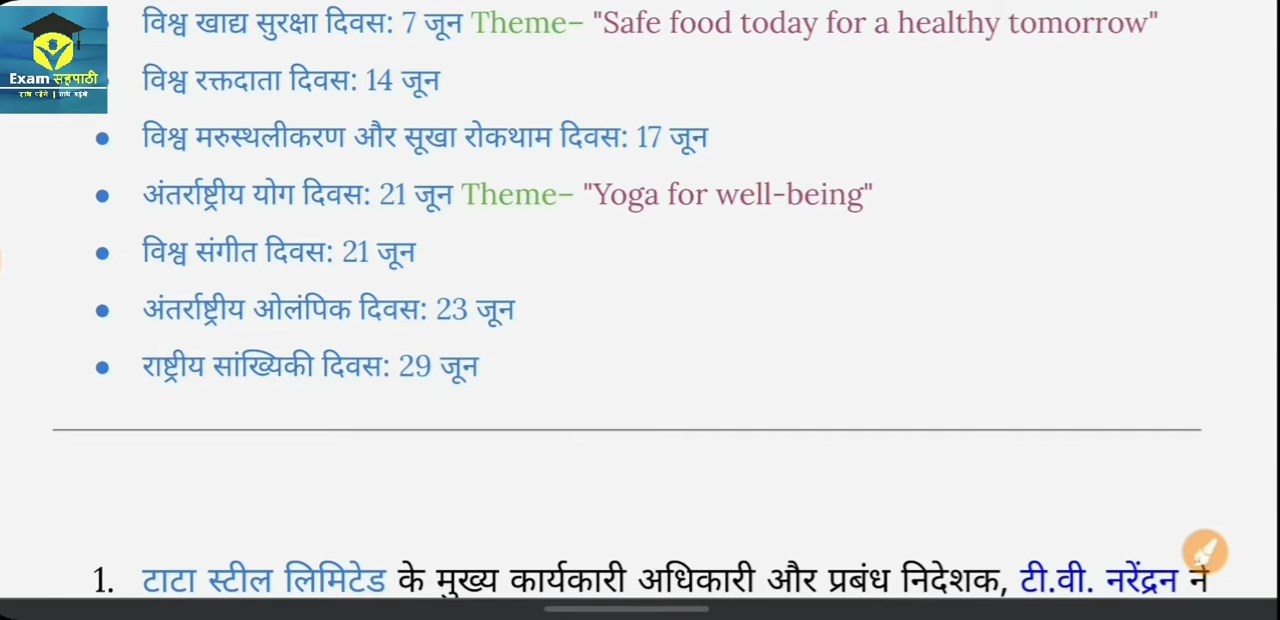 विश्व खाद्य सुरक्षा दिवस: 7 जून Theme– "Safe food today for a healthy tomorrow"
Exam सहपाठी
साथ पढ़ेंगे | साथ बढ़ेंगे
विश्व रक्तदाता दिवस: 14 जून
विश्व मरुस्थलीकरण और सूखा रोकथाम दिवस: 17 जून
अंतर्राष्ट्रीय योग दिवस: 21 जून Theme– "Yoga for well-being"
विश्व संगीत दिवस: 21 जून
अंतर्राष्ट्रीय ओलंपिक दिवस: 23 जून
राष्ट्रीय सांख्यिकी दिवस: 29 जून
1. टाटा स्टील लिमिटेड के मुख्य कार्यकारी अधिकारी और प्रबंध निदेशक, टी.वी. नरेंद्रन ने